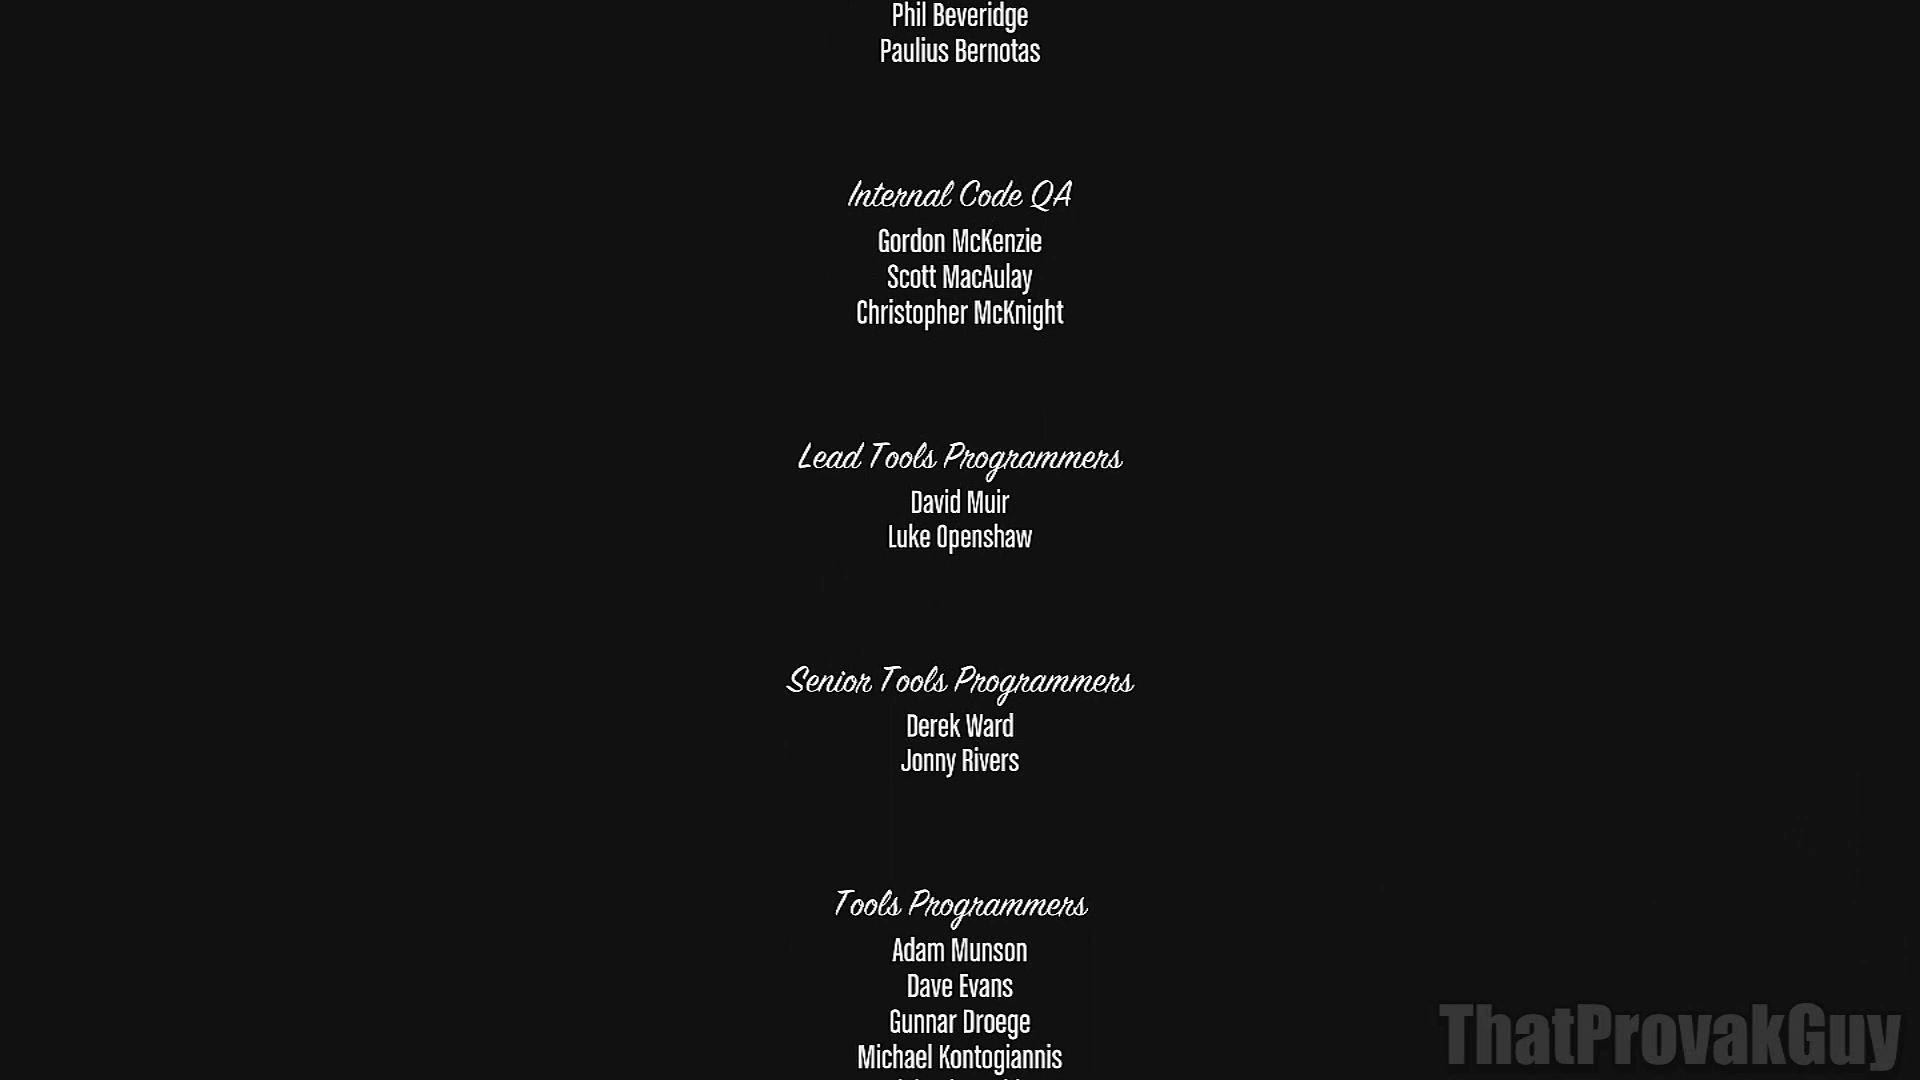 Phil Beveridge
Paulius Bernotas
Internal Code QA
Gordon McKenzie
Scott MacAulay
Christopher McKnight
Lead Tools Programmers
David Muir
Luke Openshaw
Senior Tools Programmers
Derek Ward
Jonny Rivers
Tools Programmers
Adam Munson
Dave Evans
Gunnar Droege
Michael Kontogiannis
ThatProvakGuy